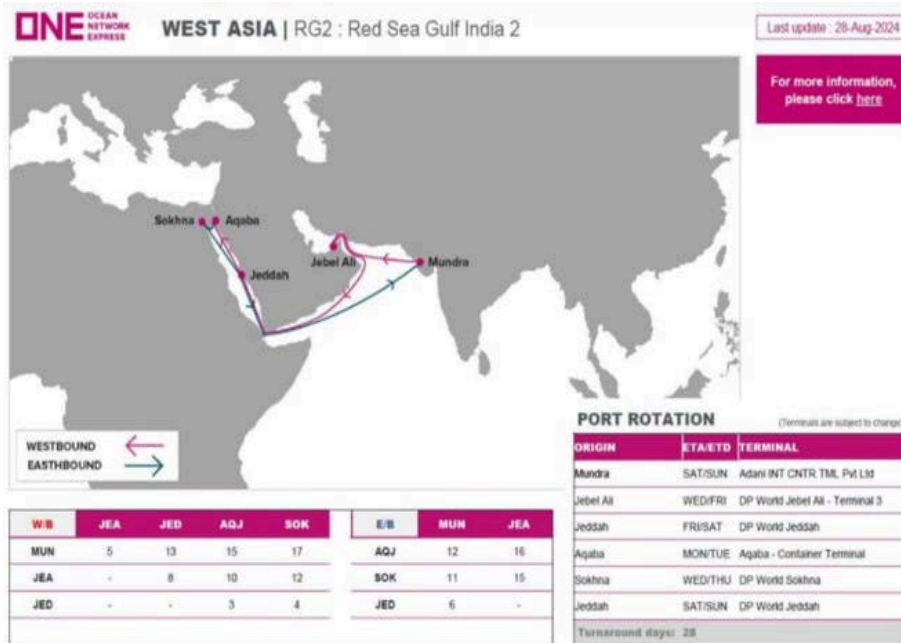 ONE OCEAN
NETWORK
EXPRESS
WEST ASIA | RG2 : Red Sea Gulf India 2
Last update : 28-Aug-2024
For more information,
please click here
Sokhna
Aqaba
Jeddah
Jebel Ali
Mundra
WESTBOUND
EASTHBOUND
W/B JEA JED AQJ SOK
MUN 5 13 15 17
JEA - 8 10 12
JED - - 3 4
E/B MUN JEA
AQJ 12 16
SOK 11 15
JED 6 -
PORT ROTATION (Terminals are subject to change)
ORIGIN ETA/ETD TERMINAL
Mundra SAT/SUN Adani INT CNTR TML Pvt Ltd
Jebel Ali WED/FRI DP World Jebel Ali - Terminal 3
Jeddah FRI/SAT DP World Jeddah
Aqaba MON/TUE Aqaba - Container Terminal
Sokhna WED/THU DP World Sokhna
Jeddah SAT/SUN DP World Jeddah
Turnaround days: 28